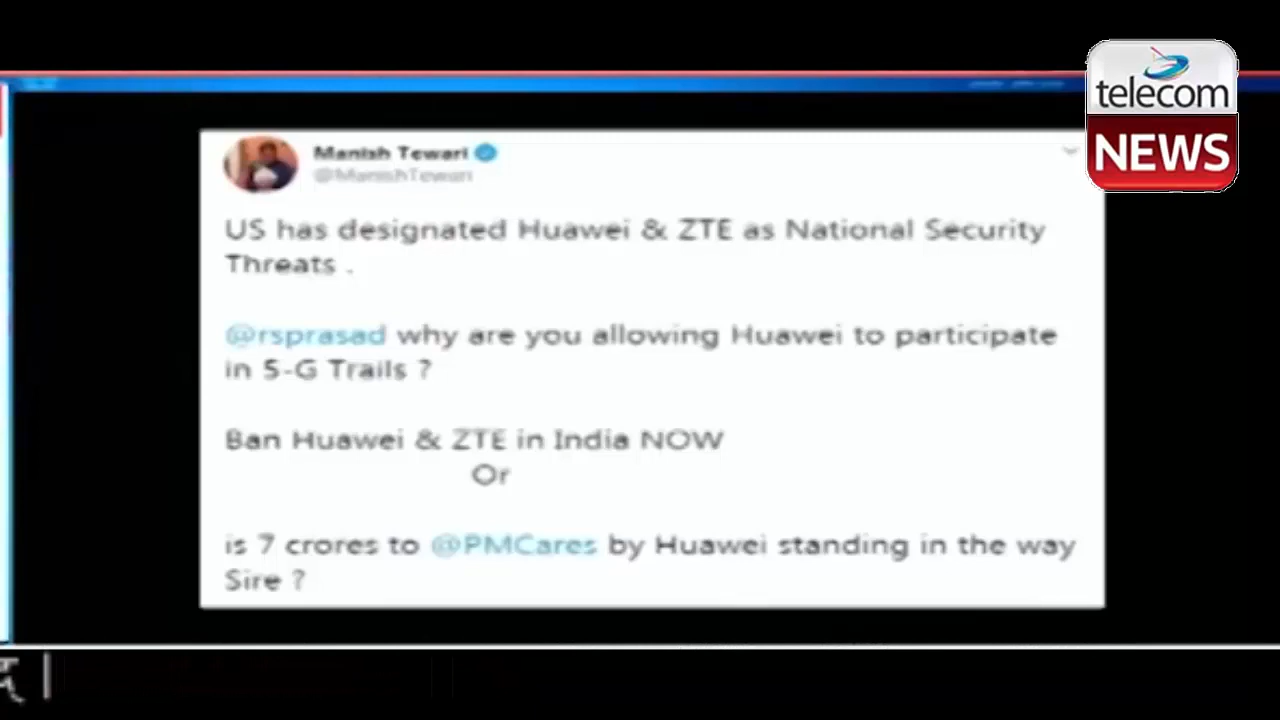 telecom
NEWS
Manish Tewari
@ManishTewari
US has designated Huawei & ZTE as National Security
Threats .
@rsprasad why are you allowing Huawei to participate
in 5-G Trails ?
Ban Huawei & ZTE in India NOW
Or
is 7 crores to @PMCares by Huawei standing in the way
Sire ?